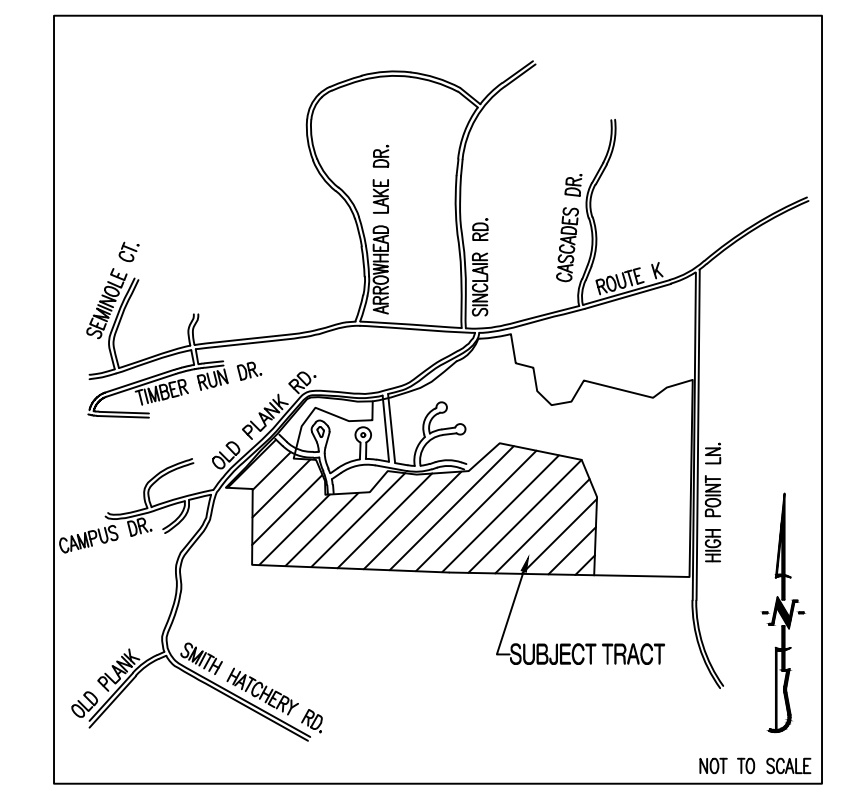 ARROWHEAD LAKE DR.
SINCLAIR RD.
CASCADES DR.
SEMINOLE CT.
ROUTE K
TIMBER RUN DR.
OLD PLANK RD.
HIGH POINT LN.
CAMPUS DR.
N
OLD PLANK
SMITH HATCHERY RD.
SUBJECT TRACT
NOT TO SCALE